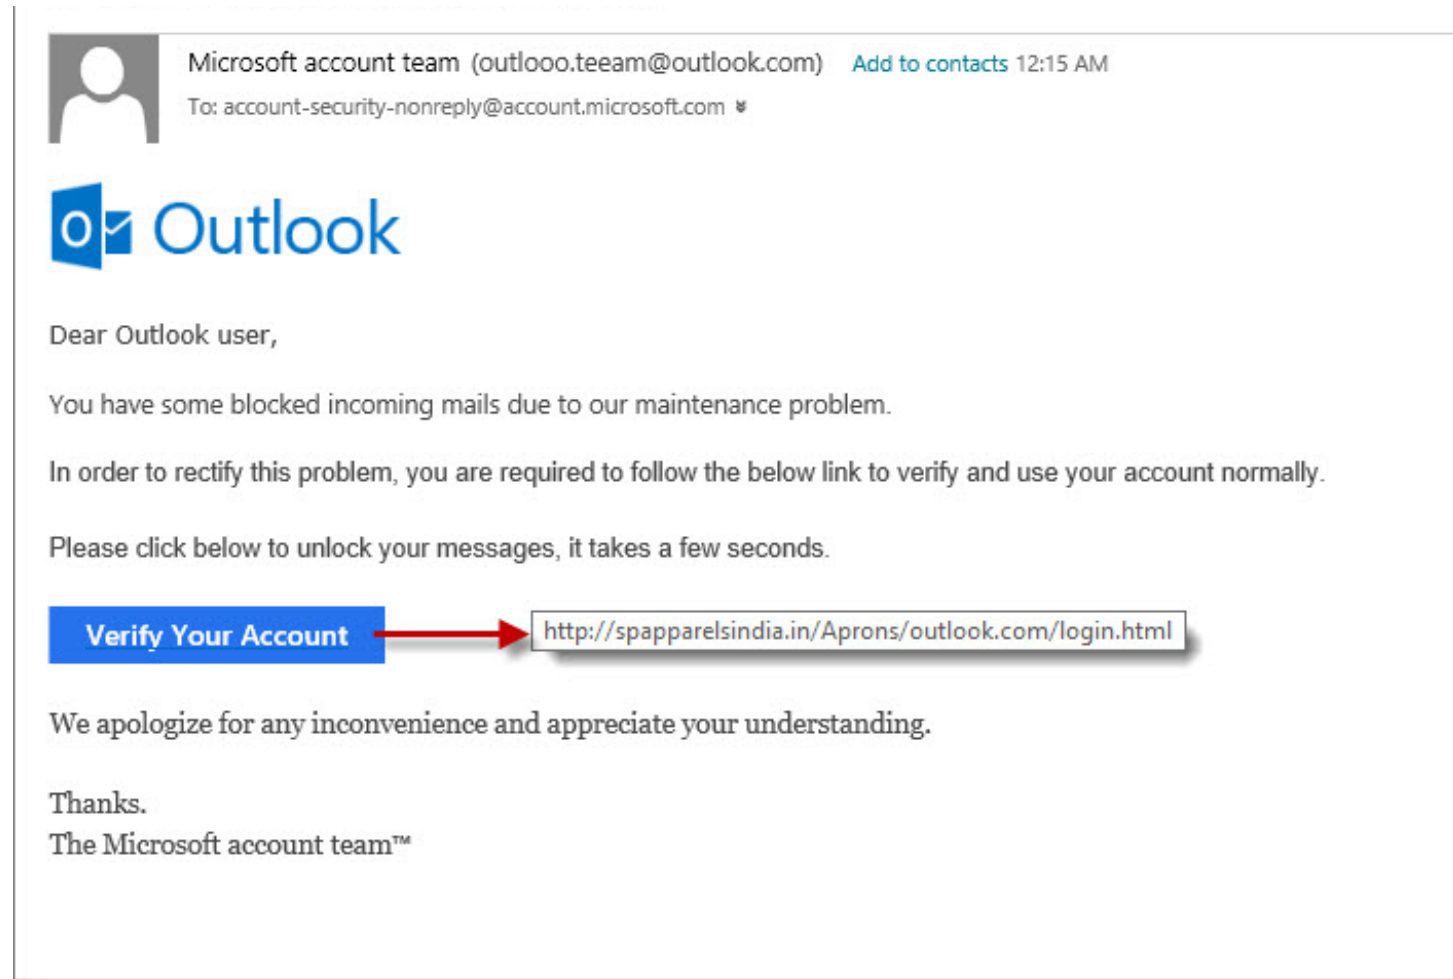 Microsoft account team (outlooo.teeam@outlook.com) Add to contacts 12:15 AM
To: account-security-nonreply@account.microsoft.com
Outlook
Dear Outlook user,
You have some blocked incoming mails due to our maintenance problem.
In order to rectify this problem, you are required to follow the below link to verify and use your account normally.
Please click below to unlock your messages, it takes a few seconds.
Verify Your Account http://spapparelsindia.in/Aprons/outlook.com/login.html
We apologize for any inconvenience and appreciate your understanding.
Thanks.
The Microsoft account team™